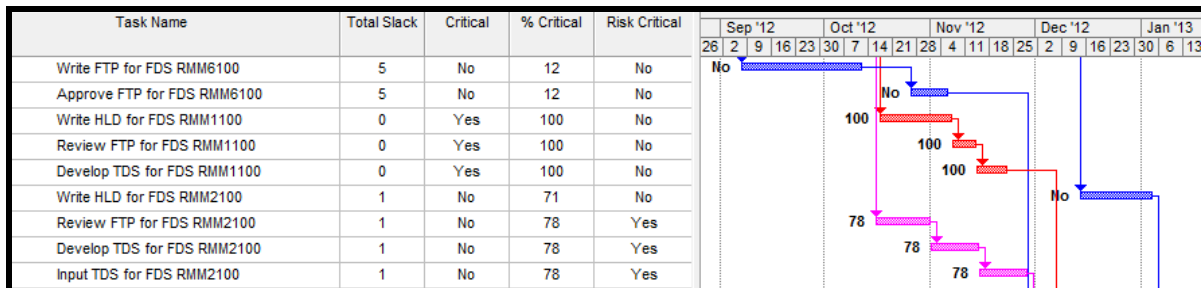 Task Name Total Slack Critical % Critical Risk Critical
Sep '12 Oct '12 Nov '12 Dec '12 Jan '13
26 2 9 16 23 30 7 14 21 28 4 11 18 25 2 9 16 23 30 6 13
Write FTP for FDS RMM6100 5 No 12 No No
Approve FTP for FDS RMM6100 5 No 12 No No
Write HLD for FDS RMM1100 0 Yes 100 No 100
Review FTP for FDS RMM1100 0 Yes 100 No 100
Develop TDS for FDS RMM1100 0 Yes 100 No 100
Write HLD for FDS RMM2100 1 No 71 No No
Review FTP for FDS RMM2100 1 No 78 Yes 78
Develop TDS for FDS RMM2100 1 No 78 Yes 78
Input TDS for FDS RMM2100 1 No 78 Yes 78